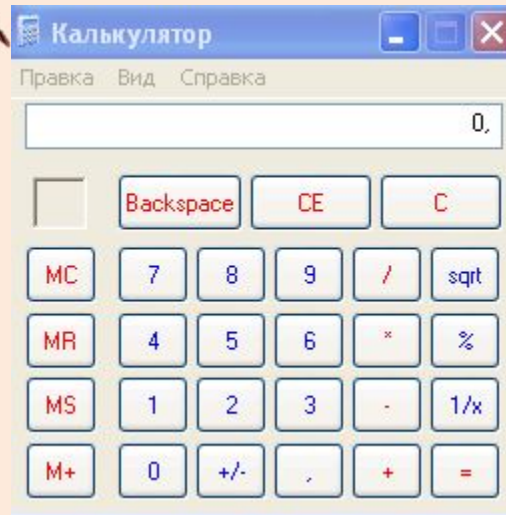 Калькулятор
Правка Вид Справка
0,
Backspace CE C
MC 7 8 9 / sqrt
MR 4 5 6 * %
MS 1 2 3 - 1/x
M+ 0 +/- , + =